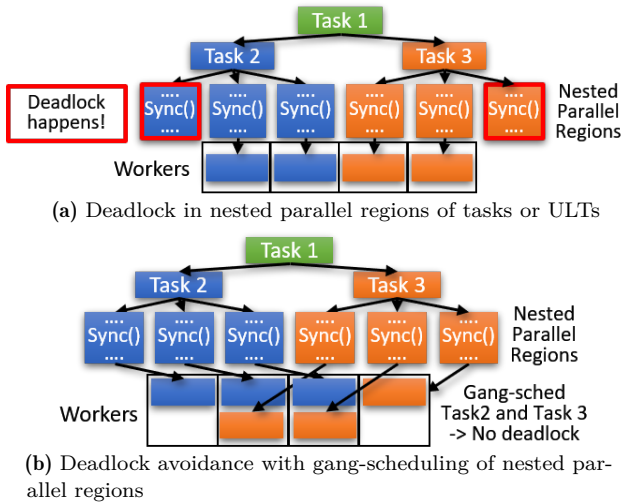 Task 1
Task 2
Task 3
Deadlock
happens!
....
Sync()
....
....
Sync()
....
....
Sync()
....
....
Sync()
....
....
Sync()
....
....
Sync()
....
Nested
Parallel
Regions
Workers
(a) Deadlock in nested parallel regions of tasks or ULTs
Task 1
Task 2
Task 3
....
Sync()
....
....
Sync()
....
....
Sync()
....
....
Sync()
....
....
Sync()
....
....
Sync()
....
Nested
Parallel
Regions
Workers
Gang-sched
Task2 and Task 3
-> No deadlock
(b) Deadlock avoidance with gang-scheduling of nested par-
allel regions